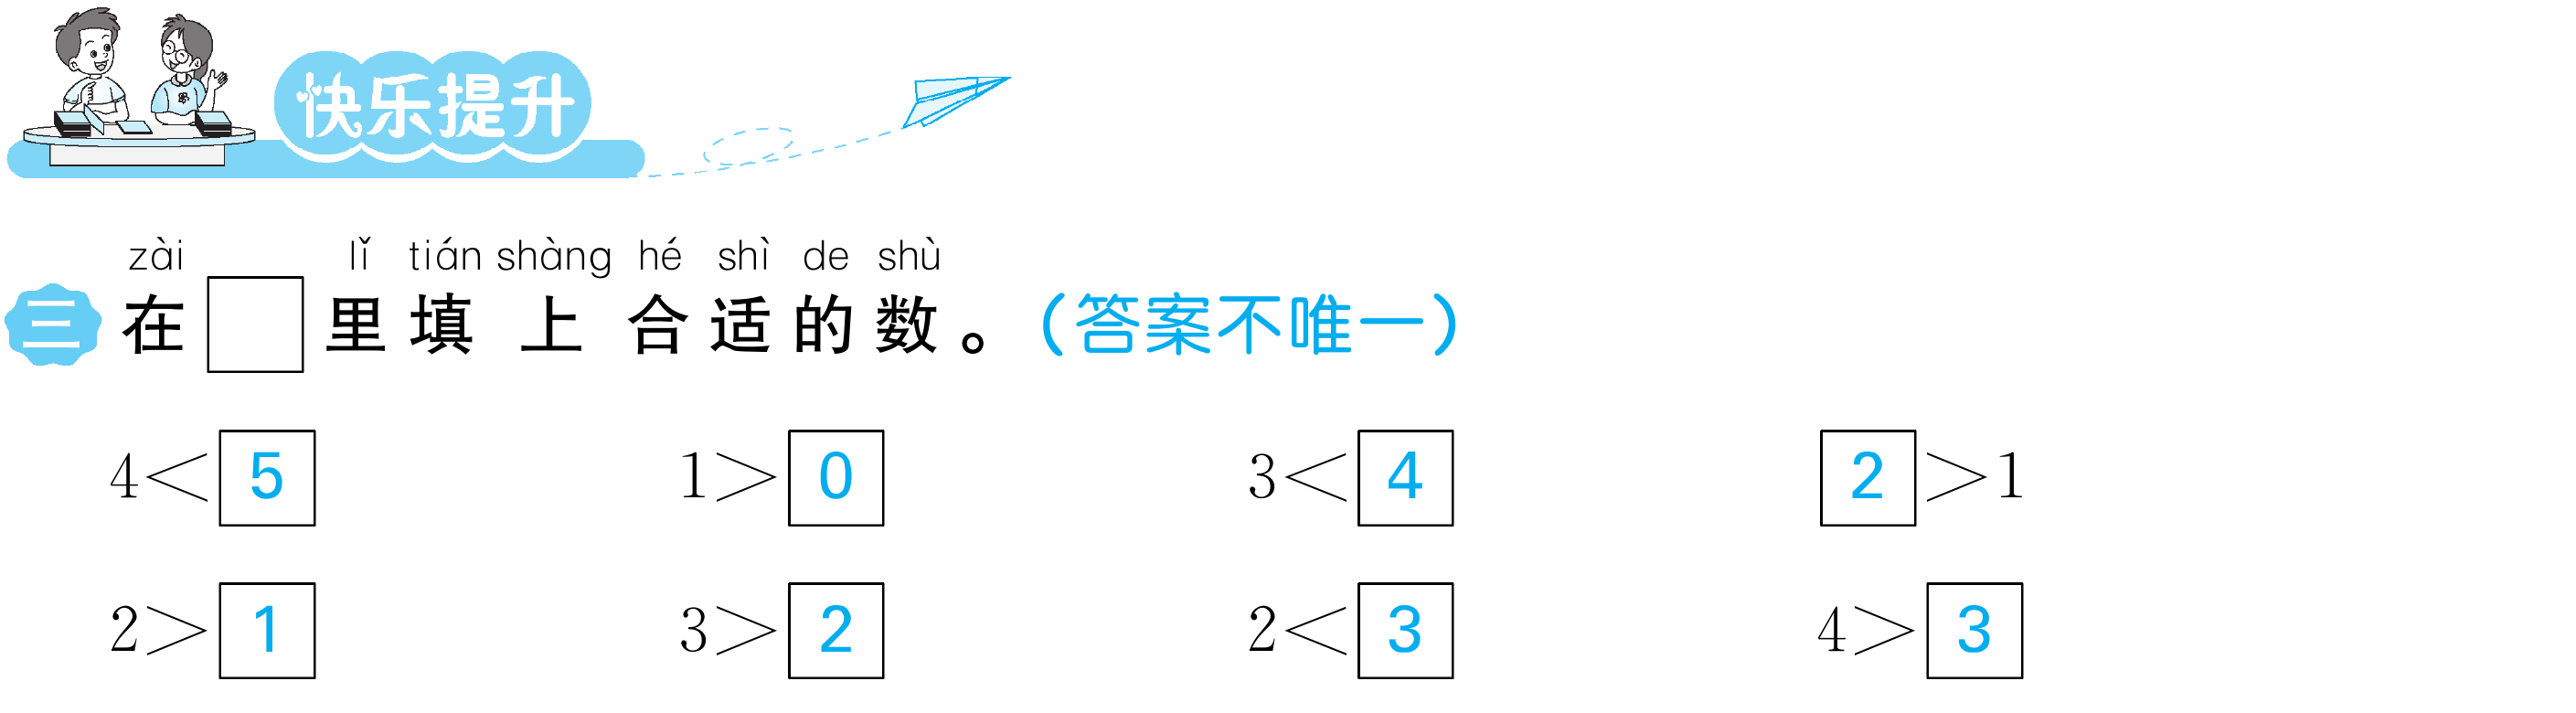 快乐提升
zài lǐ tián shàng hé shì de shù
三 在□里填上合适的数。(答案不唯一)
4<5 1>0 3<4 2>1
2>1 3>2 2<3 4>3